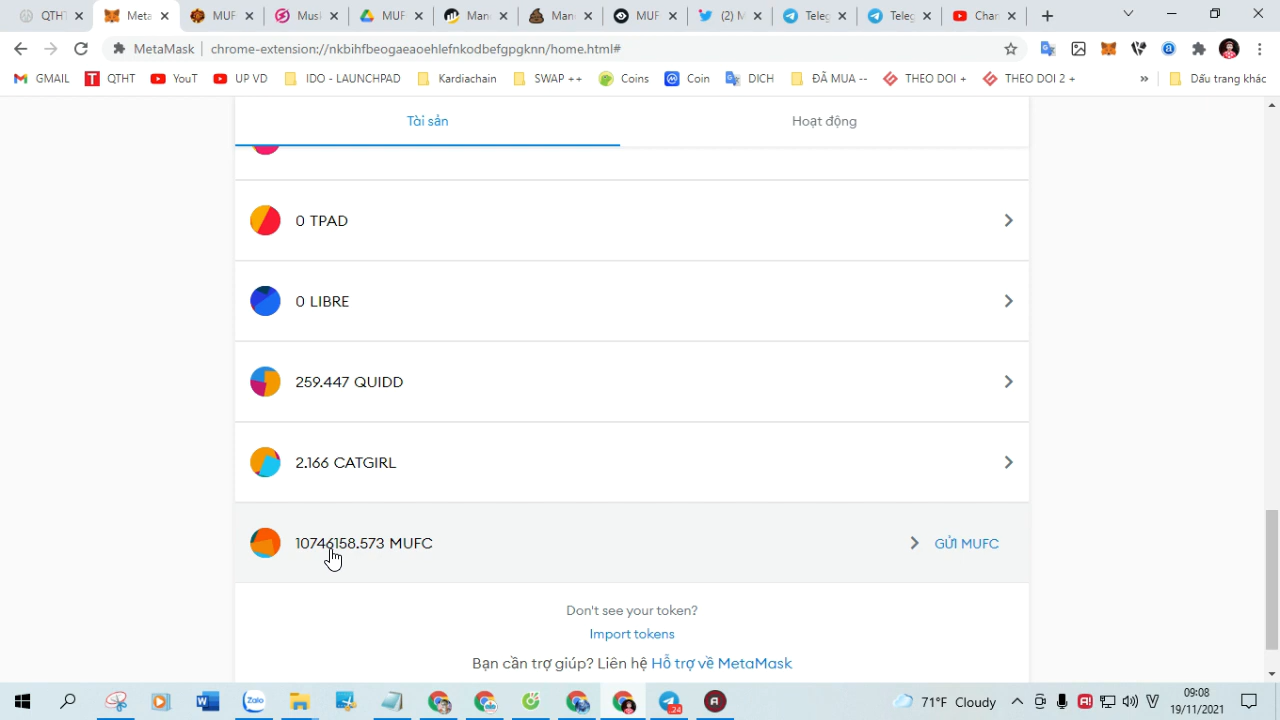 QTHT
Meta
MUF
Musl
MUF
Man
Man
MUF
(2) M
Teleg
Teleg
Char
MetaMask
chrome-extension://nkbihfbeogaeaoehlefnkodbefgpgknn/home.html#
GMAIL
QTHT
YouT
UP VD
IDO - LAUNCHPAD
Kardiachain
SWAP ++
Coins
Coin
DICH
ĐÃ MUA --
THEO DOI +
THEO DOI 2 +
»
Dấu trang khác
Tài sản
Hoạt động
0 TPAD
0 LIBRE
259.447 QUIDD
2.166 CATGIRL
10746158.573 MUFC
GỬI MUFC
Don't see your token?
Import tokens
Bạn cần trợ giúp? Liên hệ Hỗ trợ về MetaMask
Zalo
:24
71°F Cloudy
09:08
19/11/2021